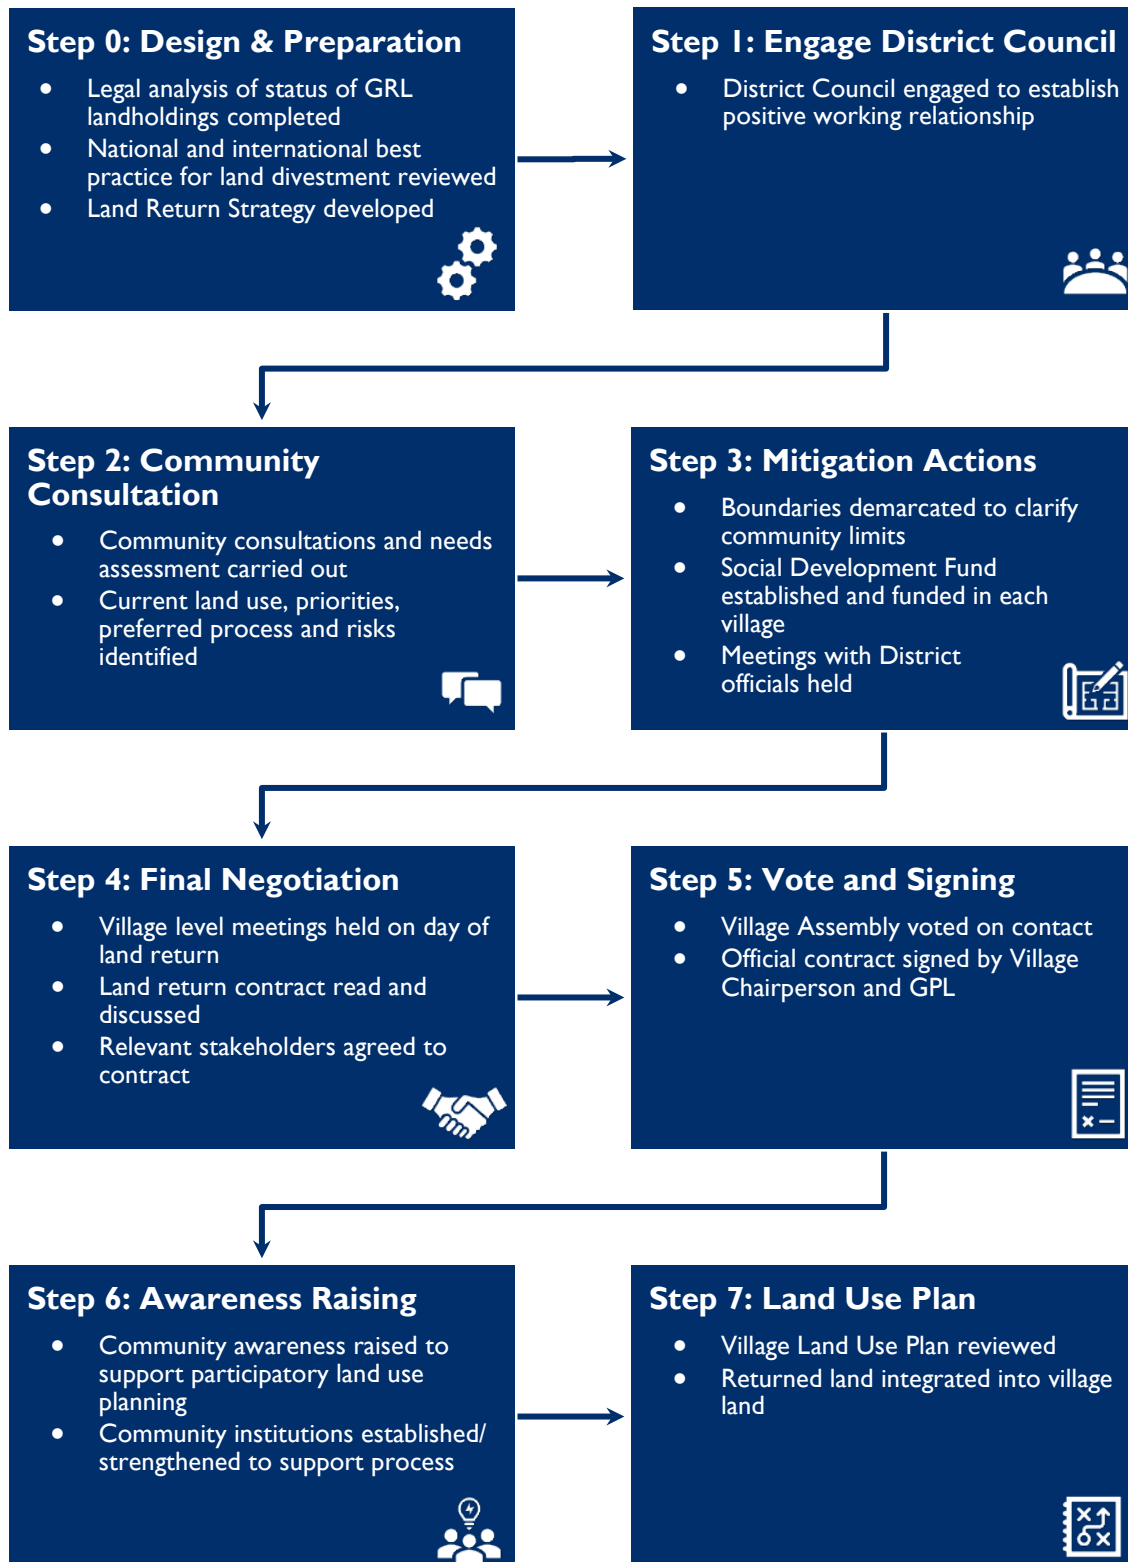 Step 0: Design & Preparation
• Legal analysis of status of GRL
landholdings completed
• National and international best
practice for land divestment reviewed
• Land Return Strategy developed
Step 1: Engage District Council
• District Council engaged to establish
positive working relationship
Step 2: Community
Consultation
• Community consultations and needs
assessment carried out
• Current land use, priorities,
preferred process and risks
identified
Step 3: Mitigation Actions
• Boundaries demarcated to clarify
community limits
• Social Development Fund
established and funded in each
village
• Meetings with District
officials held
Step 4: Final Negotiation
• Village level meetings held on day of
land return
• Land return contract read and
discussed
• Relevant stakeholders agreed to
contract
Step 5: Vote and Signing
• Village Assembly voted on contact
• Official contract signed by Village
Chairperson and GPL
Step 6: Awareness Raising
• Community awareness raised to
support participatory land use
planning
• Community institutions established/
strengthened to support process
Step 7: Land Use Plan
• Village Land Use Plan reviewed
• Returned land integrated into village
land